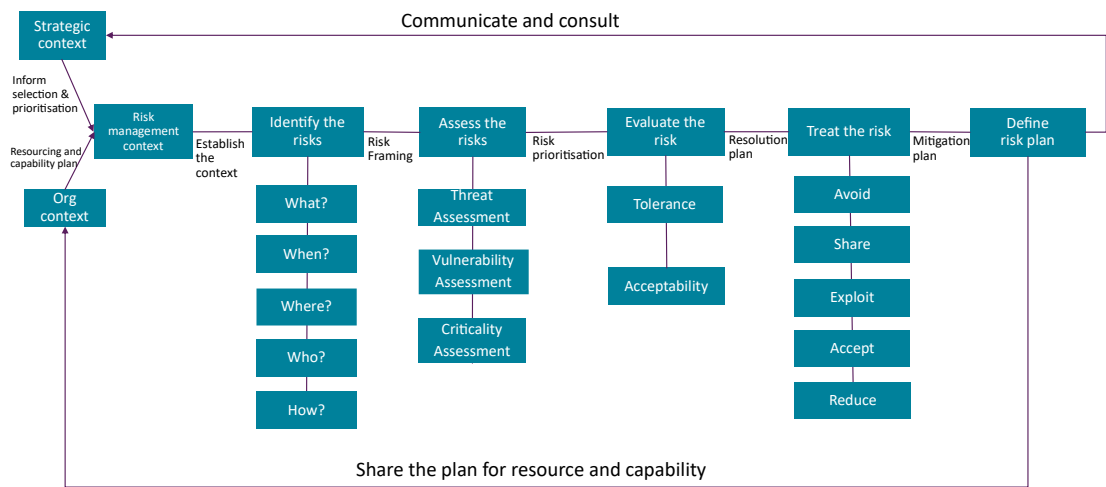 Communicate and consult
Strategic
context
Inform
selection &
prioritisation
Risk
management
context
Resourcing and
capability plan
Org
context
Establish
the
context
Identify the
risks
Risk
Framing
Assess the
risks
Risk
prioritisation
Evaluate the
risk
Resolution
plan
Treat the risk
Mitigation
plan
Define
risk plan
What?
When?
Where?
Who?
How?
Threat
Assessment
Vulnerability
Assessment
Criticality
Assessment
Tolerance
Acceptability
Avoid
Share
Exploit
Accept
Reduce
Share the plan for resource and capability